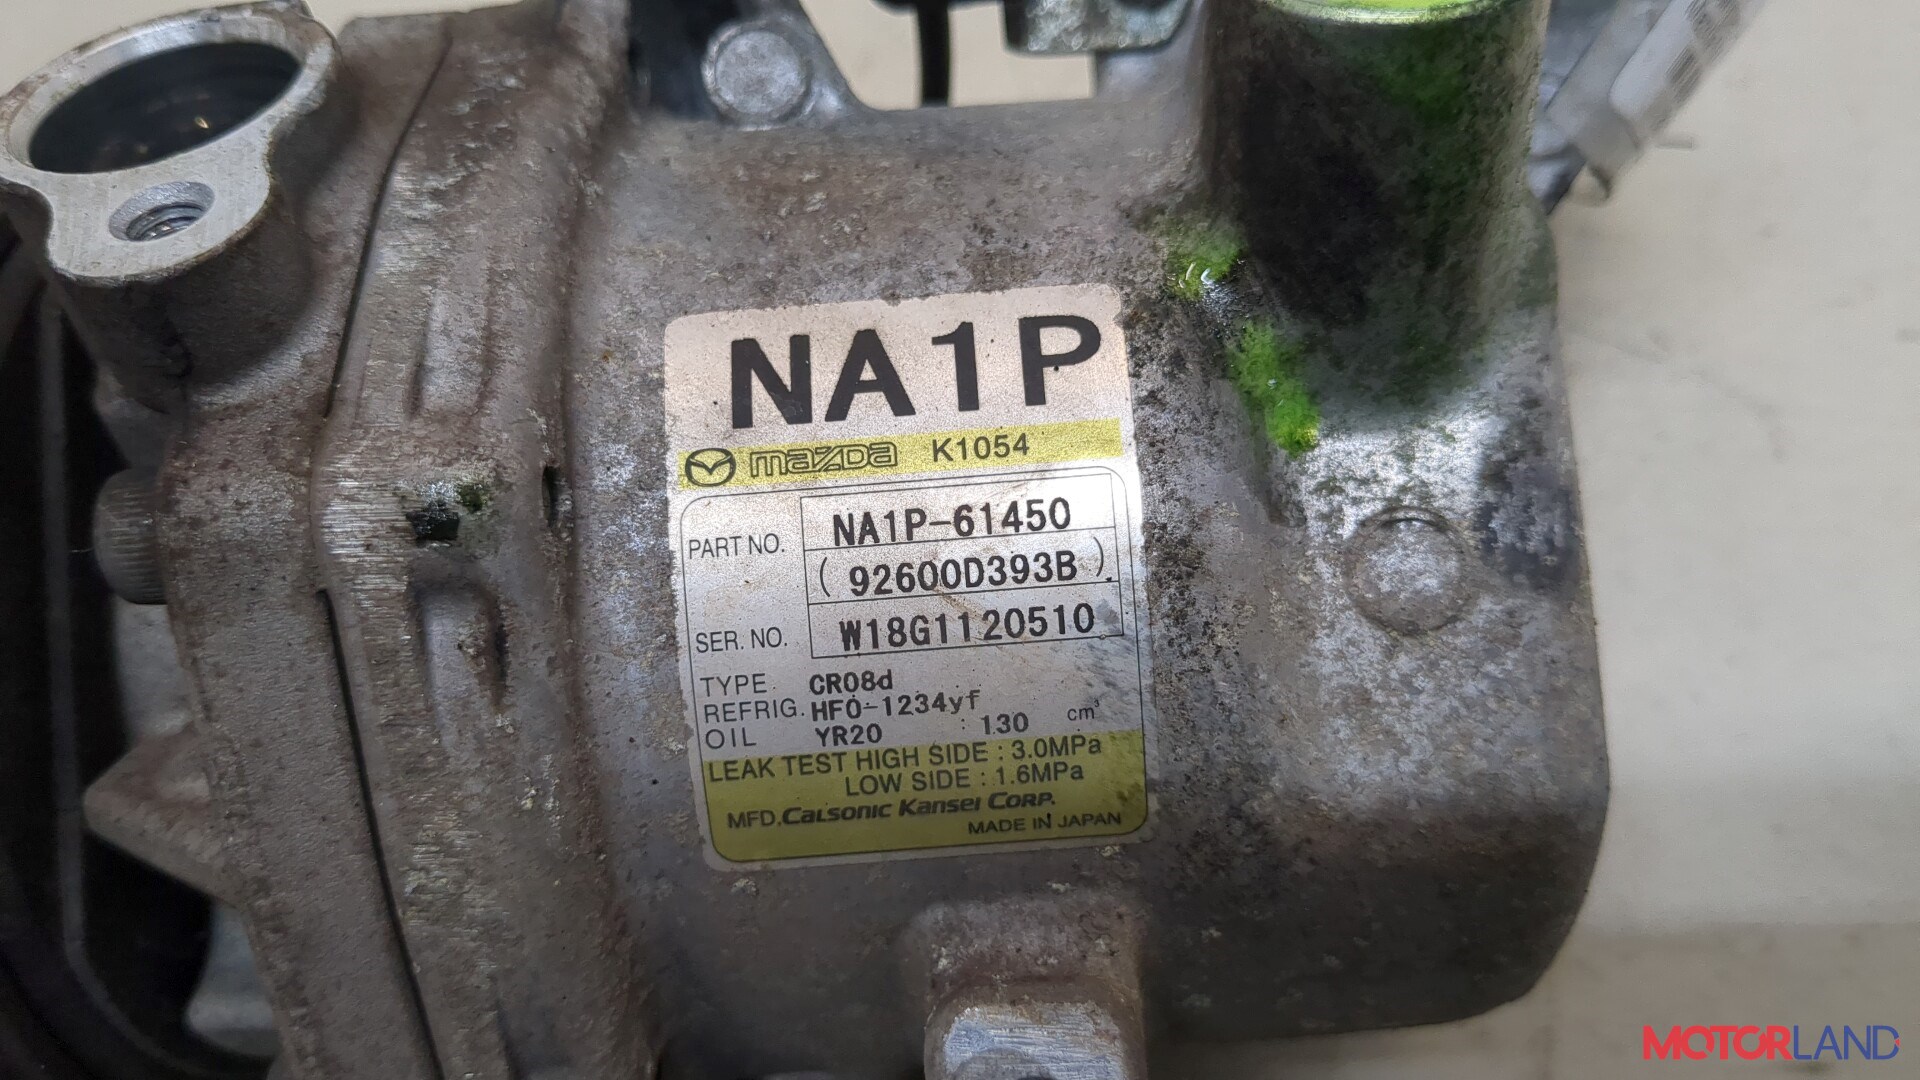 NA1P
mazda K1054
PART NO. NA1P-61450
(92600D393B)
SER. NO. W18G1120510
TYPE CR08d
REFRIG. HFO-1234yf
OIL YR20 130 cm³
LEAK TEST HIGH SIDE : 3.0MPa
LOW SIDE : 1.6MPa
MFD. CALSONIC KANSEI CORP.
MADE IN JAPAN
MOTORLAND